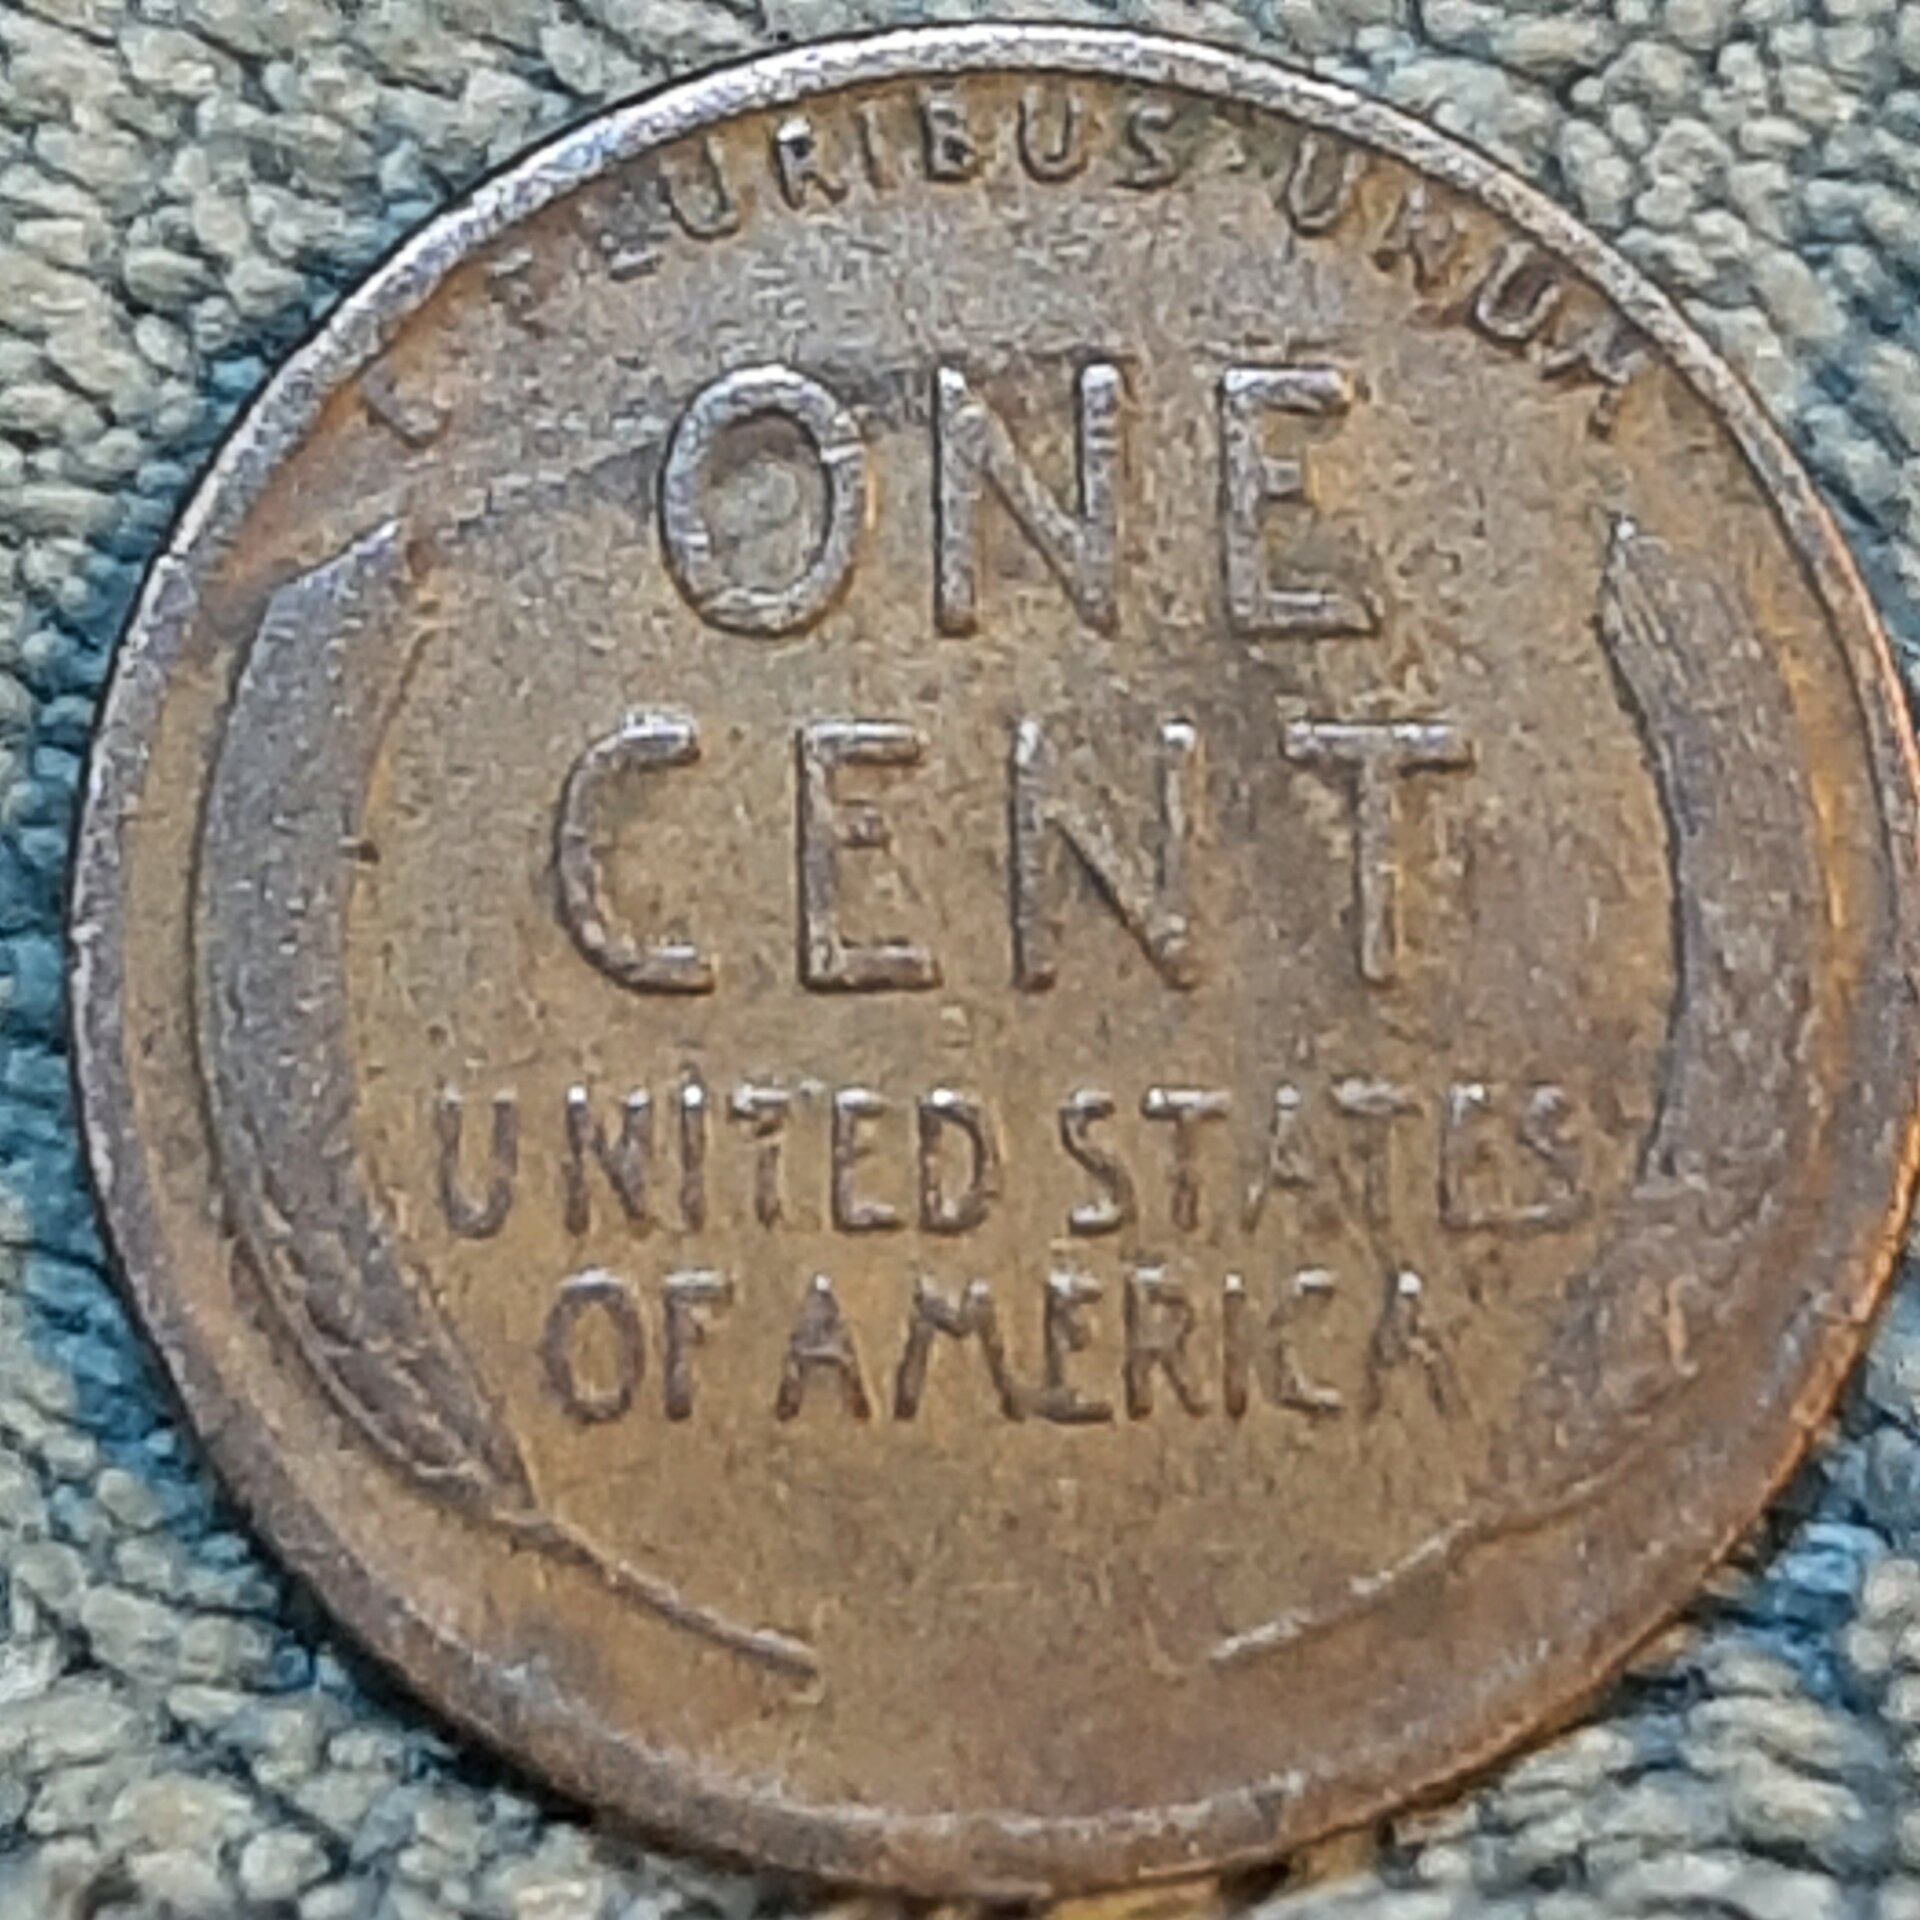 E PLURIBUS·UNUM
ONE
CENT
UNITED STATES
OF AMERICA